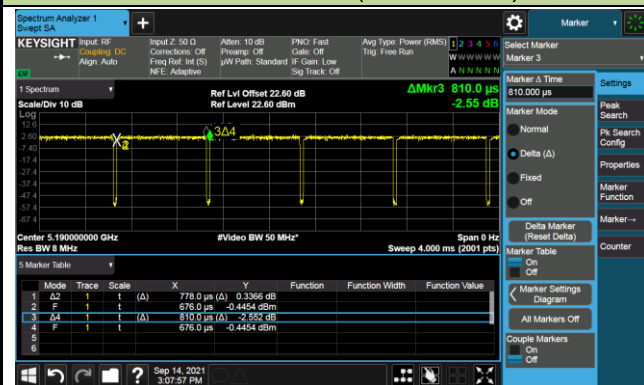 Spectrum Analyzer 1
Swept SA
Marker
KEYSIGHT
Input: RF
Coupling: DC
Align: Auto
Input Z: 50 Ω
Corrections: Off
Freq Ref: Int (S)
NFE: Adaptive
Atten: 10 dB
Preamp: Off
µW Path: Standard
PNO: Fast
Gate: Off
IF Gain: Low
Sig Track: Off
Avg Type: Power (RMS)
Trig: Free Run
1 2 3 4 5 6
W W W W W W
A N N N N N
Select Marker
Marker 3
Marker Δ Time
810.000 µs
Settings
Peak Search
Pk Search Config
Properties
Marker Function
Marker→
Counter
Marker Mode
Normal
Delta (Δ)
Fixed
Off
Delta Marker
(Reset Delta)
Marker Table
On
Off
Marker Settings
Diagram
All Markers Off
Couple Markers
On
Off
1 Spectrum
Scale/Div 10 dB
Ref Lvl Offset 22.60 dB
Ref Level 22.60 dBm
ΔMkr3 810.0 µs
-2.55 dB
Log
12.6
2.60
-7.40
-17.4
-27.4
-37.4
-47.4
-57.4
-67.4
3Δ4
Center 5.190000000 GHz
Res BW 8 MHz
#Video BW 50 MHz*
Span 0 Hz
Sweep 4.000 ms (2001 pts)
5 Marker Table
Mode Trace Scale X Y Function Function Width Function Value
1 Δ2 1 t (Δ) 778.0 µs (Δ) 0.3366 dB
2 F 1 t 676.0 µs -0.4454 dBm
3 Δ4 1 t (Δ) 810.0 µs (Δ) -2.552 dB
4 F 1 t 676.0 µs -0.4454 dBm
5
6
Sep 14, 2021
3:07:57 PM